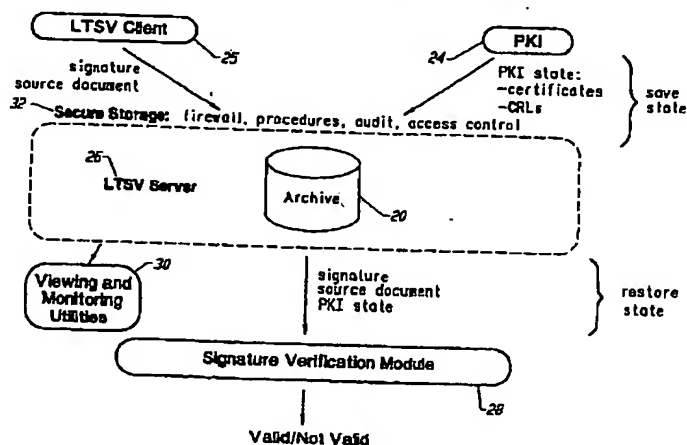 LTSV Client
25
signature
source document
24
PKI
PKI state:
-certificates
-CRLs
save
state
32
Secure Storage: firewall, procedures, audit, access control
26
LTSV Server
Archive
20
30
Viewing and
Monitoring
Utilities
signature
source document
PKI state
restore
state
Signature Verification Module
28
Valid/Not Valid